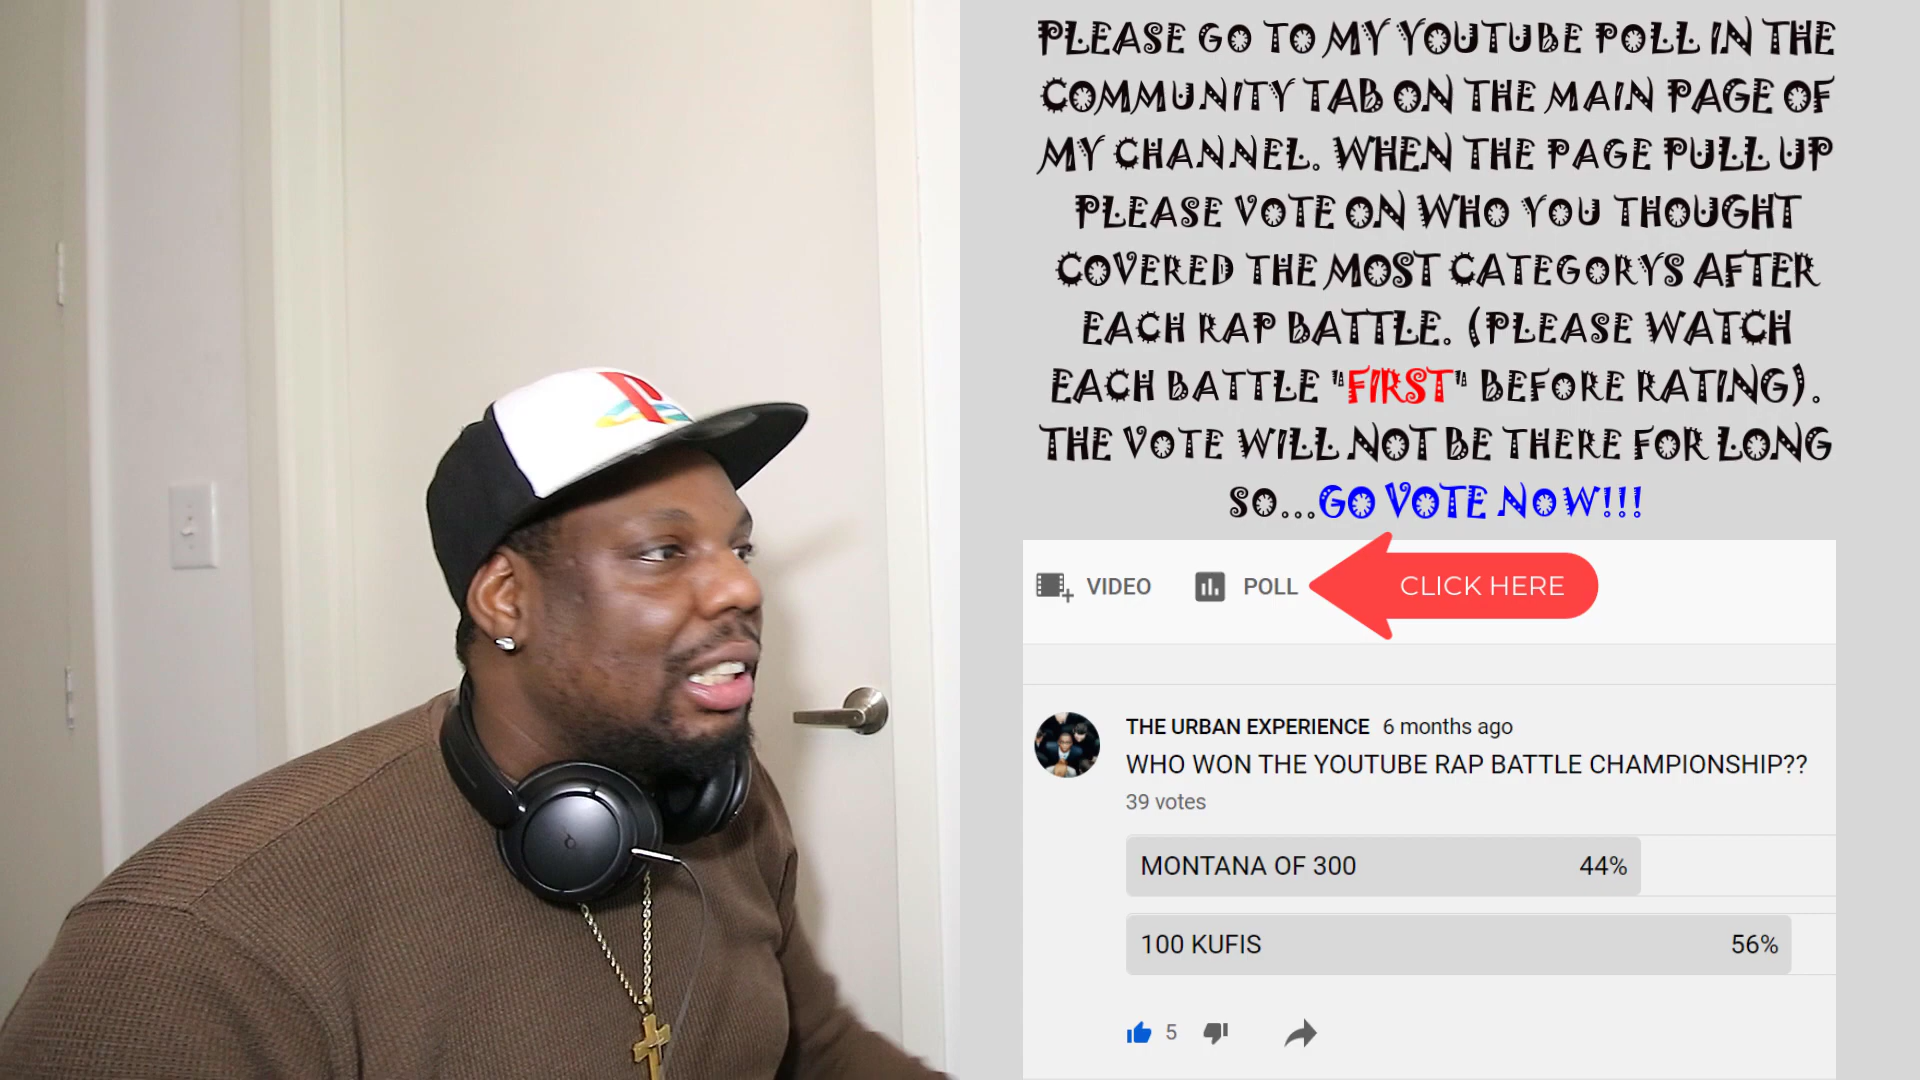 PLEASE GO TO MY YOUTUBE POLL IN THE
COMMUNITY TAB ON THE MAIN PAGE OF
MY CHANNEL. WHEN THE PAGE PULL UP
PLEASE VOTE ON WHO YOU THOUGHT
COVERED THE MOST CATEGORYS AFTER
EACH RAP BATTLE. (PLEASE WATCH
EACH BATTLE "FIRST" BEFORE RATING).
THE VOTE WILL NOT BE THERE FOR LONG
SO...GO VOTE NOW!!!
VIDEO POLL CLICK HERE
THE URBAN EXPERIENCE 6 months ago
WHO WON THE YOUTUBE RAP BATTLE CHAMPIONSHIP??
39 votes
MONTANA OF 300 44%
100 KUFIS 56%
5